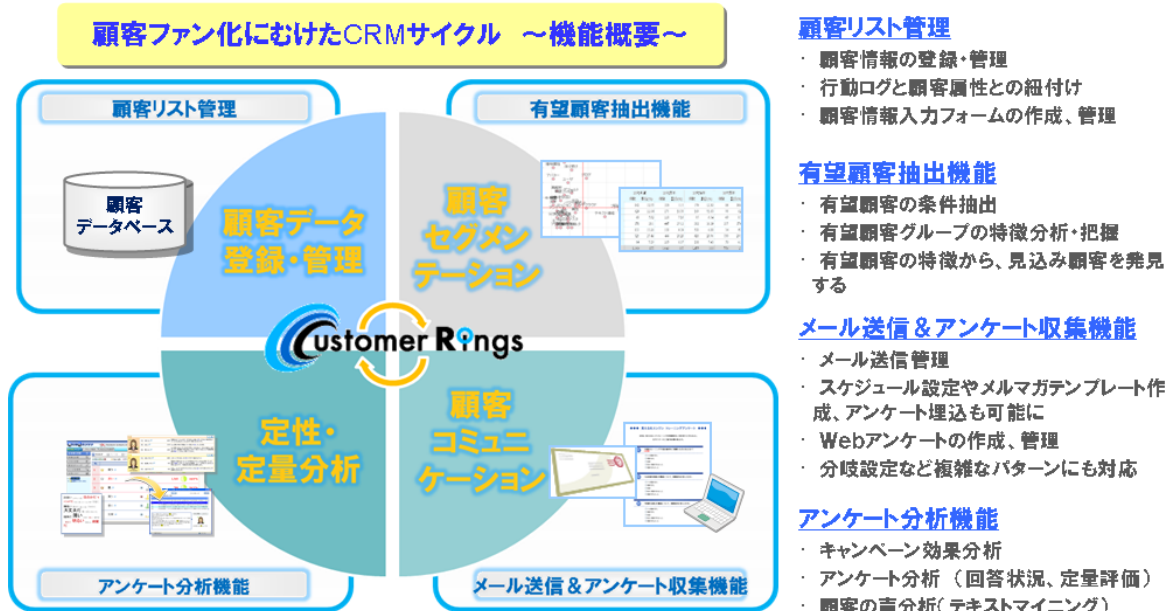 顧客ファン化にむけたCRMサイクル ～機能概要～
顧客リスト管理
有望顧客抽出機能
顧客
データベース
顧客データ
登録・管理
顧客
セグメン
テーション
Customer Rings
定性・
定量分析
顧客
コミュニ
ケーション
アンケート分析機能
メール送信＆アンケート収集機能
顧客リスト管理
・ 顧客情報の登録・管理
・ 行動ログと顧客属性との紐付け
・ 顧客情報入力フォームの作成、管理
有望顧客抽出機能
・ 有望顧客の条件抽出
・ 有望顧客グループの特徴分析・把握
・ 有望顧客の特徴から、見込み顧客を発見
する
メール送信＆アンケート収集機能
・ メール送信管理
・ スケジュール設定やメルマガテンプレート作
成、アンケート埋込も可能に
・ Webアンケートの作成、管理
・ 分岐設定など複雑なパターンにも対応
アンケート分析機能
・ キャンペーン効果分析
・ アンケート分析 （回答状況、定量評価）
・ 顧客の声分析（テキストマイニング）